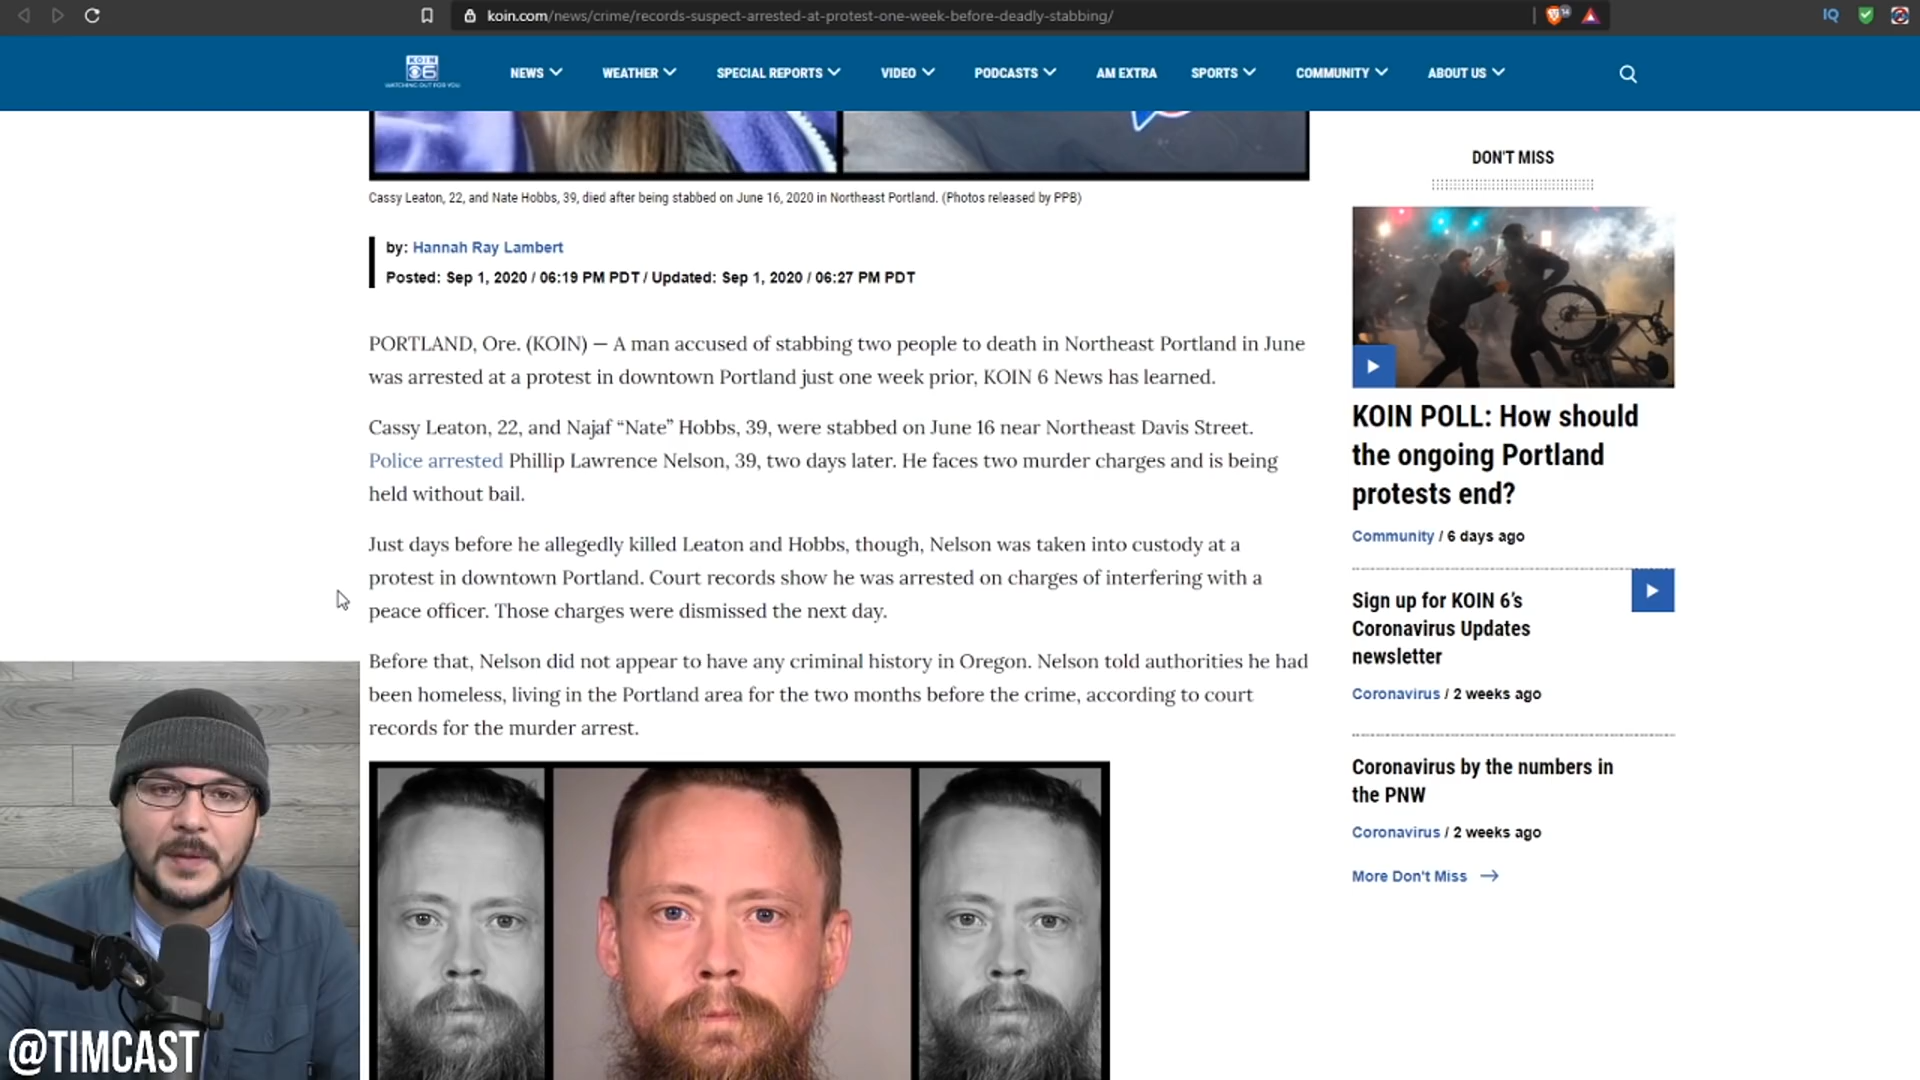 koin.com/news/crime/records-suspect-arrested-at-protest-one-week-before-deadly-stabbing/
14
IQ
KOIN
6
WATCHING OUT FOR YOU
NEWS
WEATHER
SPECIAL REPORTS
VIDEO
PODCASTS
AM EXTRA
SPORTS
COMMUNITY
ABOUT US
Cassy Leaton, 22, and Nate Hobbs, 39, died after being stabbed on June 16, 2020 in Northeast Portland. (Photos released by PPB)
by: Hannah Ray Lambert
Posted: Sep 1, 2020 / 06:19 PM PDT / Updated: Sep 1, 2020 / 06:27 PM PDT
PORTLAND, Ore. (KOIN) — A man accused of stabbing two people to death in Northeast Portland in June
was arrested at a protest in downtown Portland just one week prior, KOIN 6 News has learned.
Cassy Leaton, 22, and Najaf “Nate” Hobbs, 39, were stabbed on June 16 near Northeast Davis Street.
Police arrested Phillip Lawrence Nelson, 39, two days later. He faces two murder charges and is being
held without bail.
Just days before he allegedly killed Leaton and Hobbs, though, Nelson was taken into custody at a
protest in downtown Portland. Court records show he was arrested on charges of interfering with a
peace officer. Those charges were dismissed the next day.
Before that, Nelson did not appear to have any criminal history in Oregon. Nelson told authorities he had
been homeless, living in the Portland area for the two months before the crime, according to court
records for the murder arrest.
DON'T MISS
KOIN POLL: How should
the ongoing Portland
protests end?
Community / 6 days ago
Sign up for KOIN 6’s
Coronavirus Updates
newsletter
Coronavirus / 2 weeks ago
Coronavirus by the numbers in
the PNW
Coronavirus / 2 weeks ago
More Don't Miss
@TIMCAST